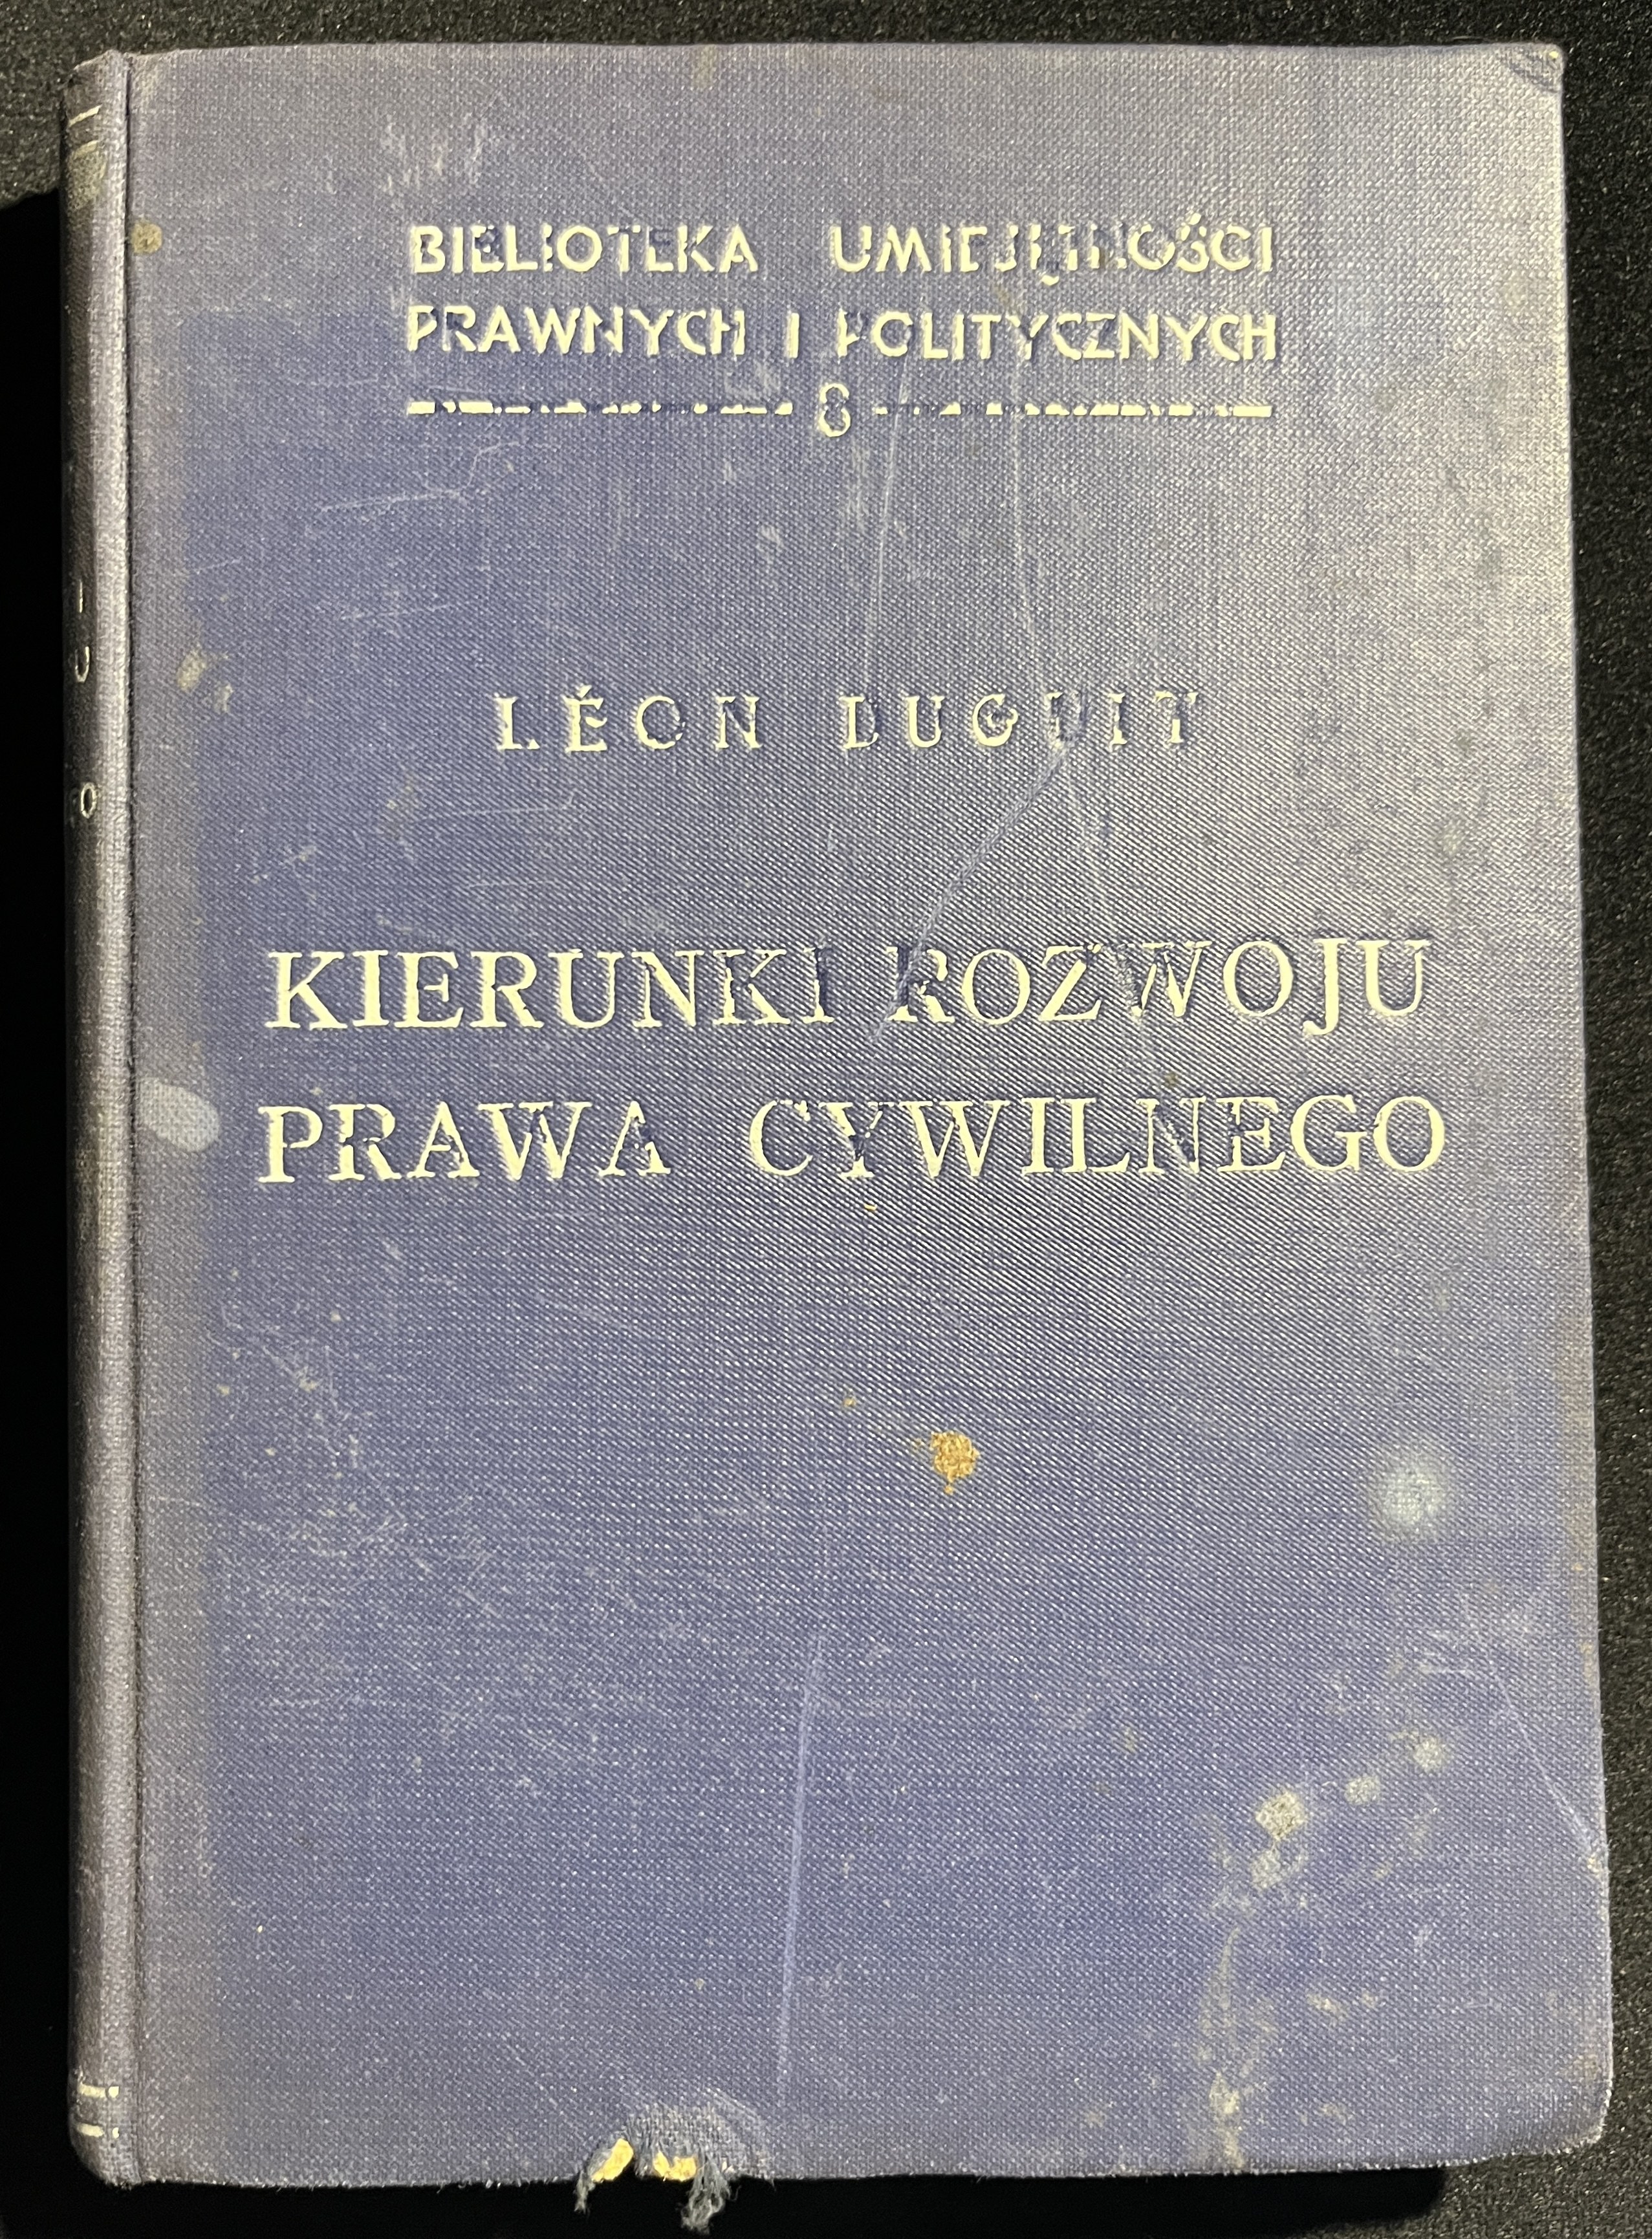 BIBLIOTEKA UMIEJĘTNOŚCI
PRAWNYCH I POLITYCZNYCH
8
LÉON DUGUIT
KIERUNKI ROZWOJU
PRAWA CYWILNEGO